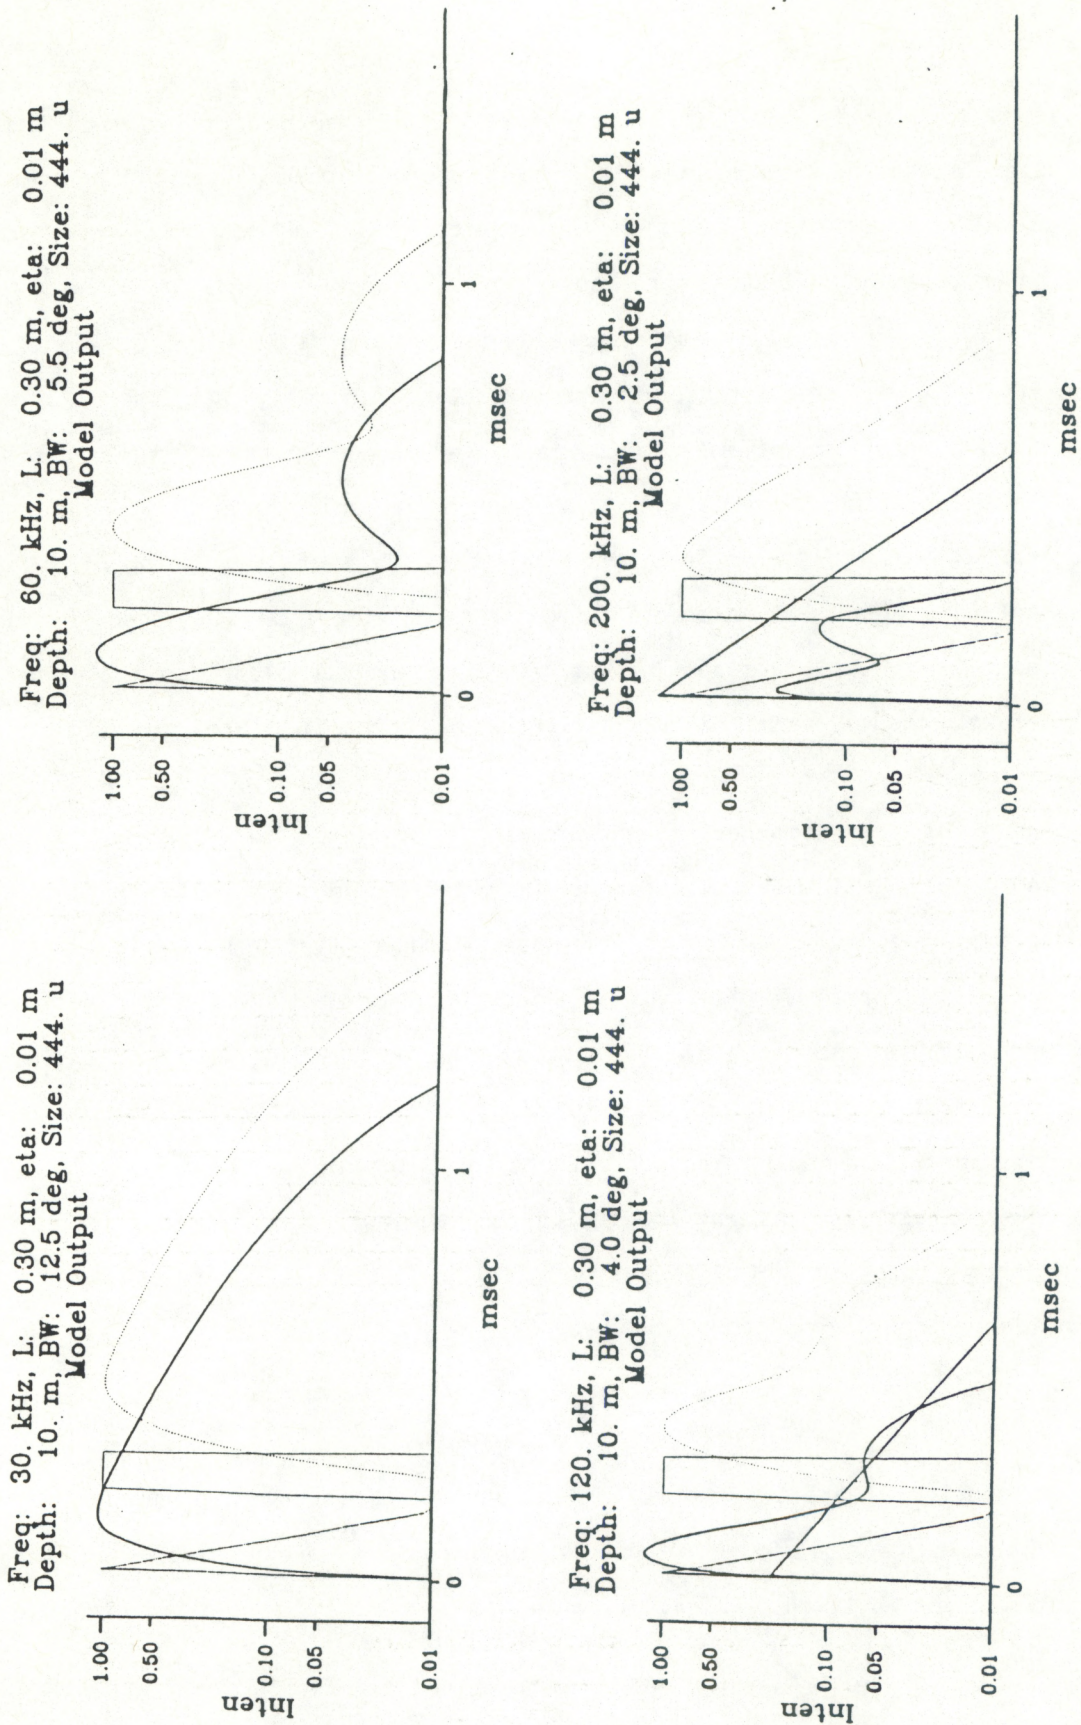 Freq: 30. kHz, L: 0.30 m, eta: 0.01 m
Depth: 10. m, BW: 12.5 deg, Size: 444. u
Model Output
Inten
1.00
0.50
0.10
0.05
0.01
0
1
msec
Freq: 60. kHz, L: 0.30 m, eta: 0.01 m
Depth: 10. m, BW: 5.5 deg, Size: 444. u
Model Output
Inten
1.00
0.50
0.10
0.05
0.01
0
1
msec
Freq: 120. kHz, L: 0.30 m, eta: 0.01 m
Depth: 10. m, BW: 4.0 deg, Size: 444. u
Model Output
Inten
1.00
0.50
0.10
0.05
0.01
0
1
msec
Freq: 200. kHz, L: 0.30 m, eta: 0.01 m
Depth: 10. m, BW: 2.5 deg, Size: 444. u
Model Output
Inten
1.00
0.50
0.10
0.05
0.01
0
1
msec